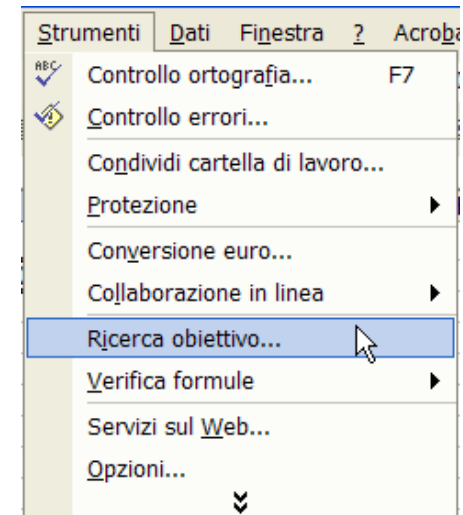 Strumenti Dati Finestra ? Acroba
ABC Controllo ortografia... F7
Controllo errori...
Condividi cartella di lavoro...
Protezione
Conversione euro...
Collaborazione in linea
Ricerca obiettivo...
Verifica formule
Servizi sul Web...
Opzioni...